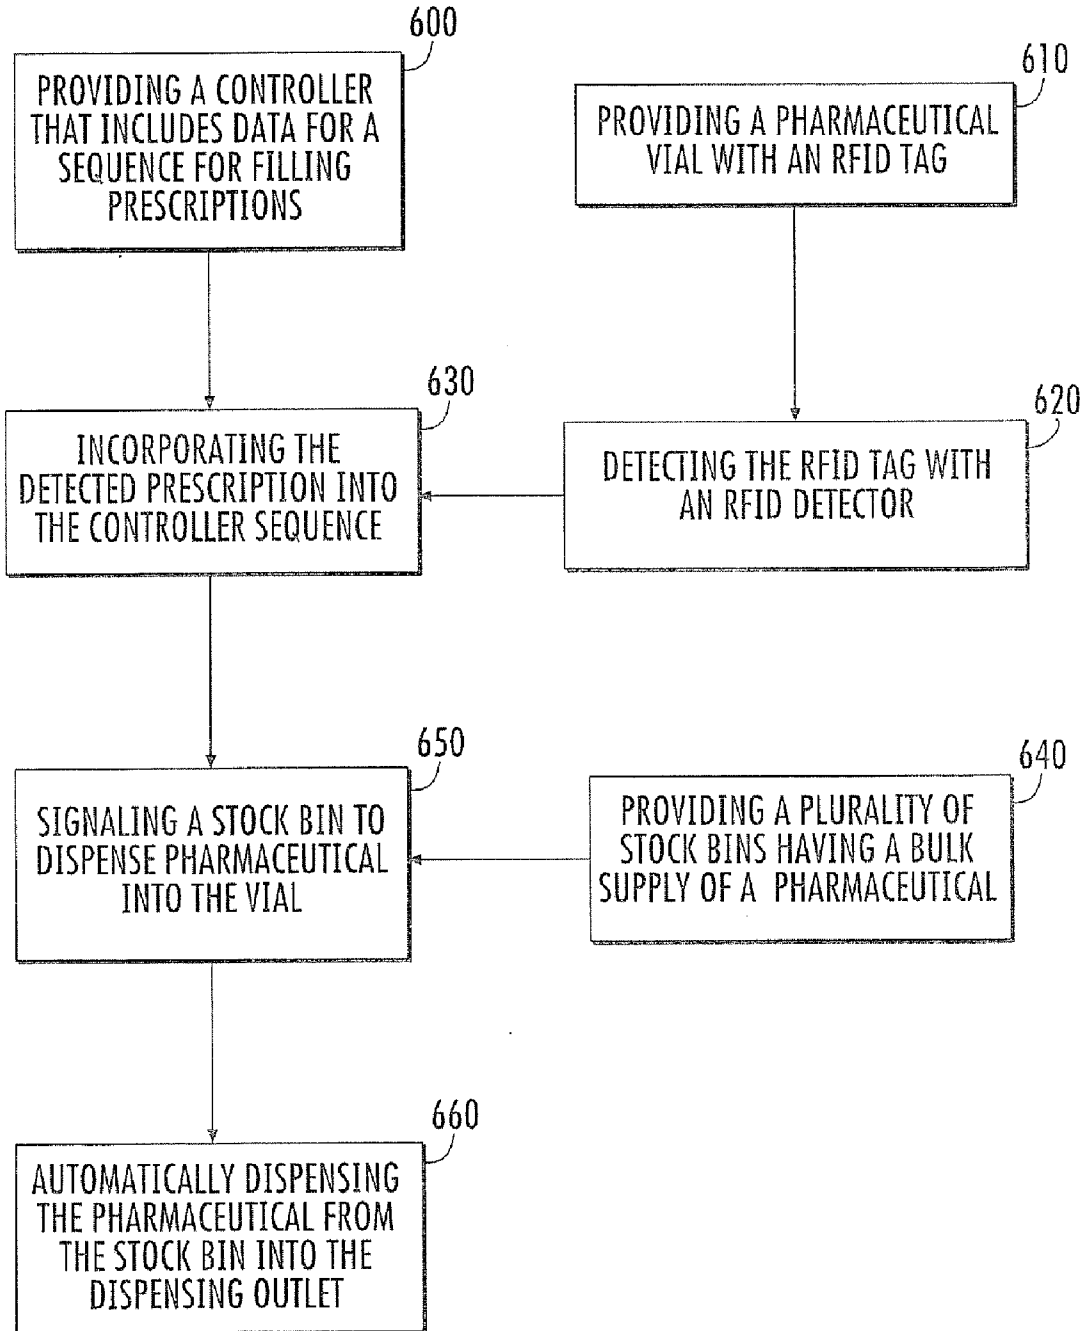 600
PROVIDING A CONTROLLER
THAT INCLUDES DATA FOR A
SEQUENCE FOR FILLING
PRESCRIPTIONS
610
PROVIDING A PHARMACEUTICAL
VIAL WITH AN RFID TAG
630
INCORPORATING THE
DETECTED PRESCRIPTION INTO
THE CONTROLLER SEQUENCE
620
DETECTING THE RFID TAG WITH
AN RFID DETECTOR
650
SIGNALING A STOCK BIN TO
DISPENSE PHARMACEUTICAL
INTO THE VIAL
640
PROVIDING A PLURALITY OF
STOCK BINS HAVING A BULK
SUPPLY OF A PHARMACEUTICAL
660
AUTOMATICALLY DISPENSING
THE PHARMACEUTICAL FROM
THE STOCK BIN INTO THE
DISPENSING OUTLET